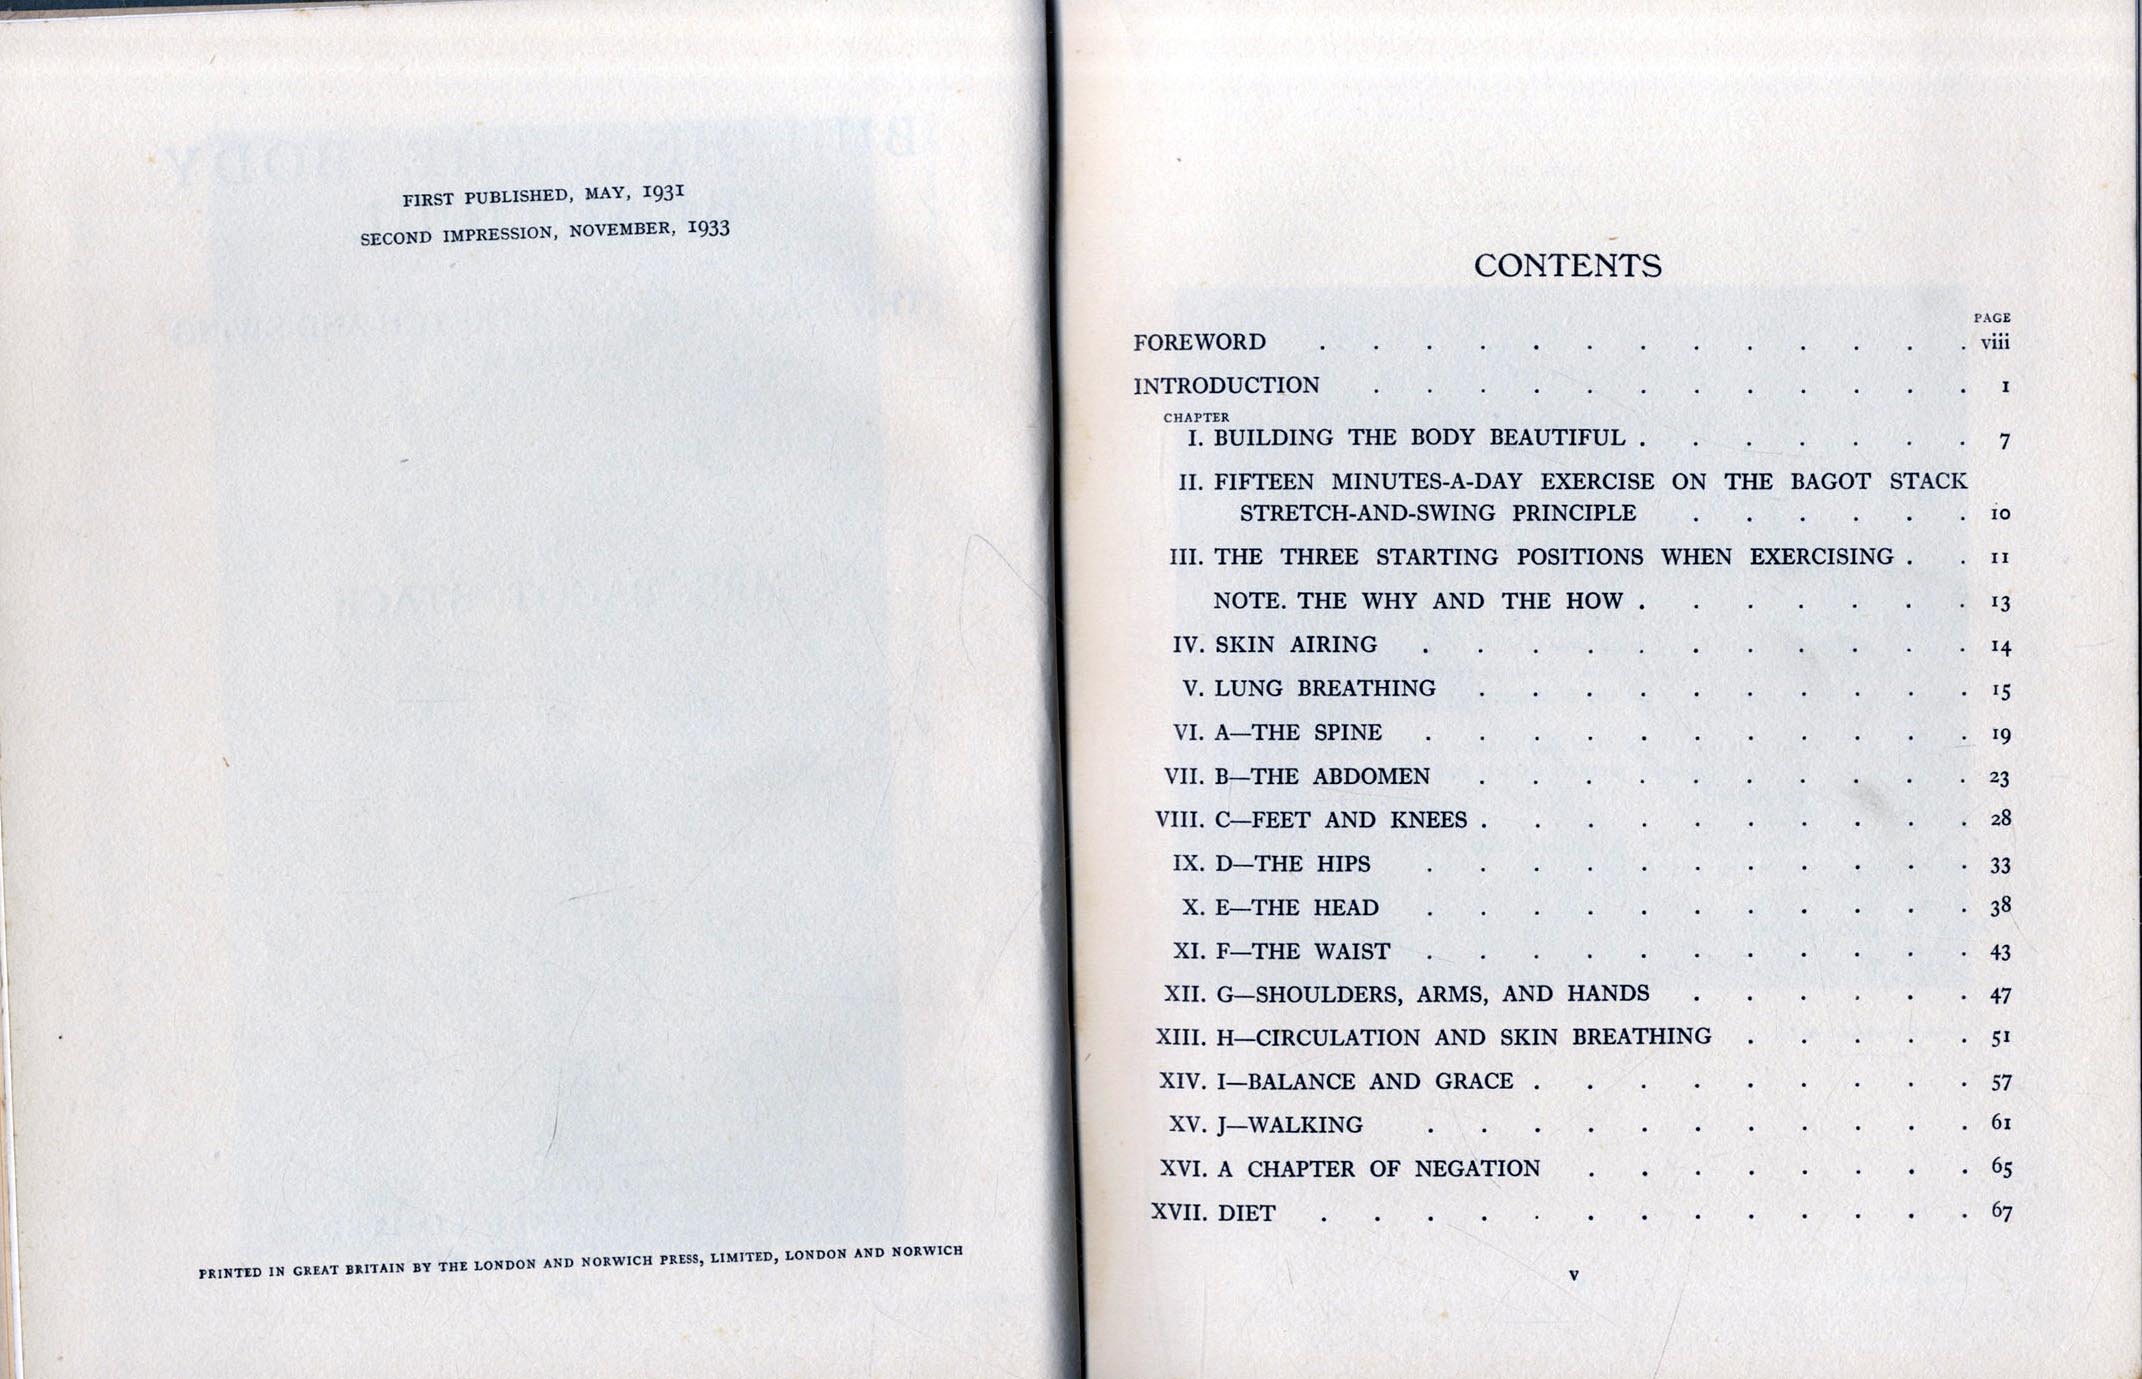 FIRST PUBLISHED, MAY, 1931
SECOND IMPRESSION, NOVEMBER, 1933
PRINTED IN GREAT BRITAIN BY THE LONDON AND NORWICH PRESS, LIMITED, LONDON AND NORWICH
CONTENTS
PAGE
FOREWORD . . . . . . . . . . . . . viii
INTRODUCTION . . . . . . . . . . . . 1
CHAPTER
I. BUILDING THE BODY BEAUTIFUL . . . . . . . 7
II. FIFTEEN MINUTES-A-DAY EXERCISE ON THE BAGOT STACK
STRETCH-AND-SWING PRINCIPLE . . . . . . 10
III. THE THREE STARTING POSITIONS WHEN EXERCISING . . 11
NOTE. THE WHY AND THE HOW . . . . . . . 13
IV. SKIN AIRING . . . . . . . . . . . 14
V. LUNG BREATHING . . . . . . . . . . 15
VI. A—THE SPINE . . . . . . . . . . . 19
VII. B—THE ABDOMEN . . . . . . . . . . 23
VIII. C—FEET AND KNEES . . . . . . . . . . 28
IX. D—THE HIPS . . . . . . . . . . . 33
X. E—THE HEAD . . . . . . . . . . . 38
XI. F—THE WAIST . . . . . . . . . . . 43
XII. G—SHOULDERS, ARMS, AND HANDS . . . . . . 47
XIII. H—CIRCULATION AND SKIN BREATHING . . . . . 51
XIV. I—BALANCE AND GRACE . . . . . . . . . 57
XV. J—WALKING . . . . . . . . . . . 61
XVI. A CHAPTER OF NEGATION . . . . . . . . 65
XVII. DIET . . . . . . . . . . . . . 67
v